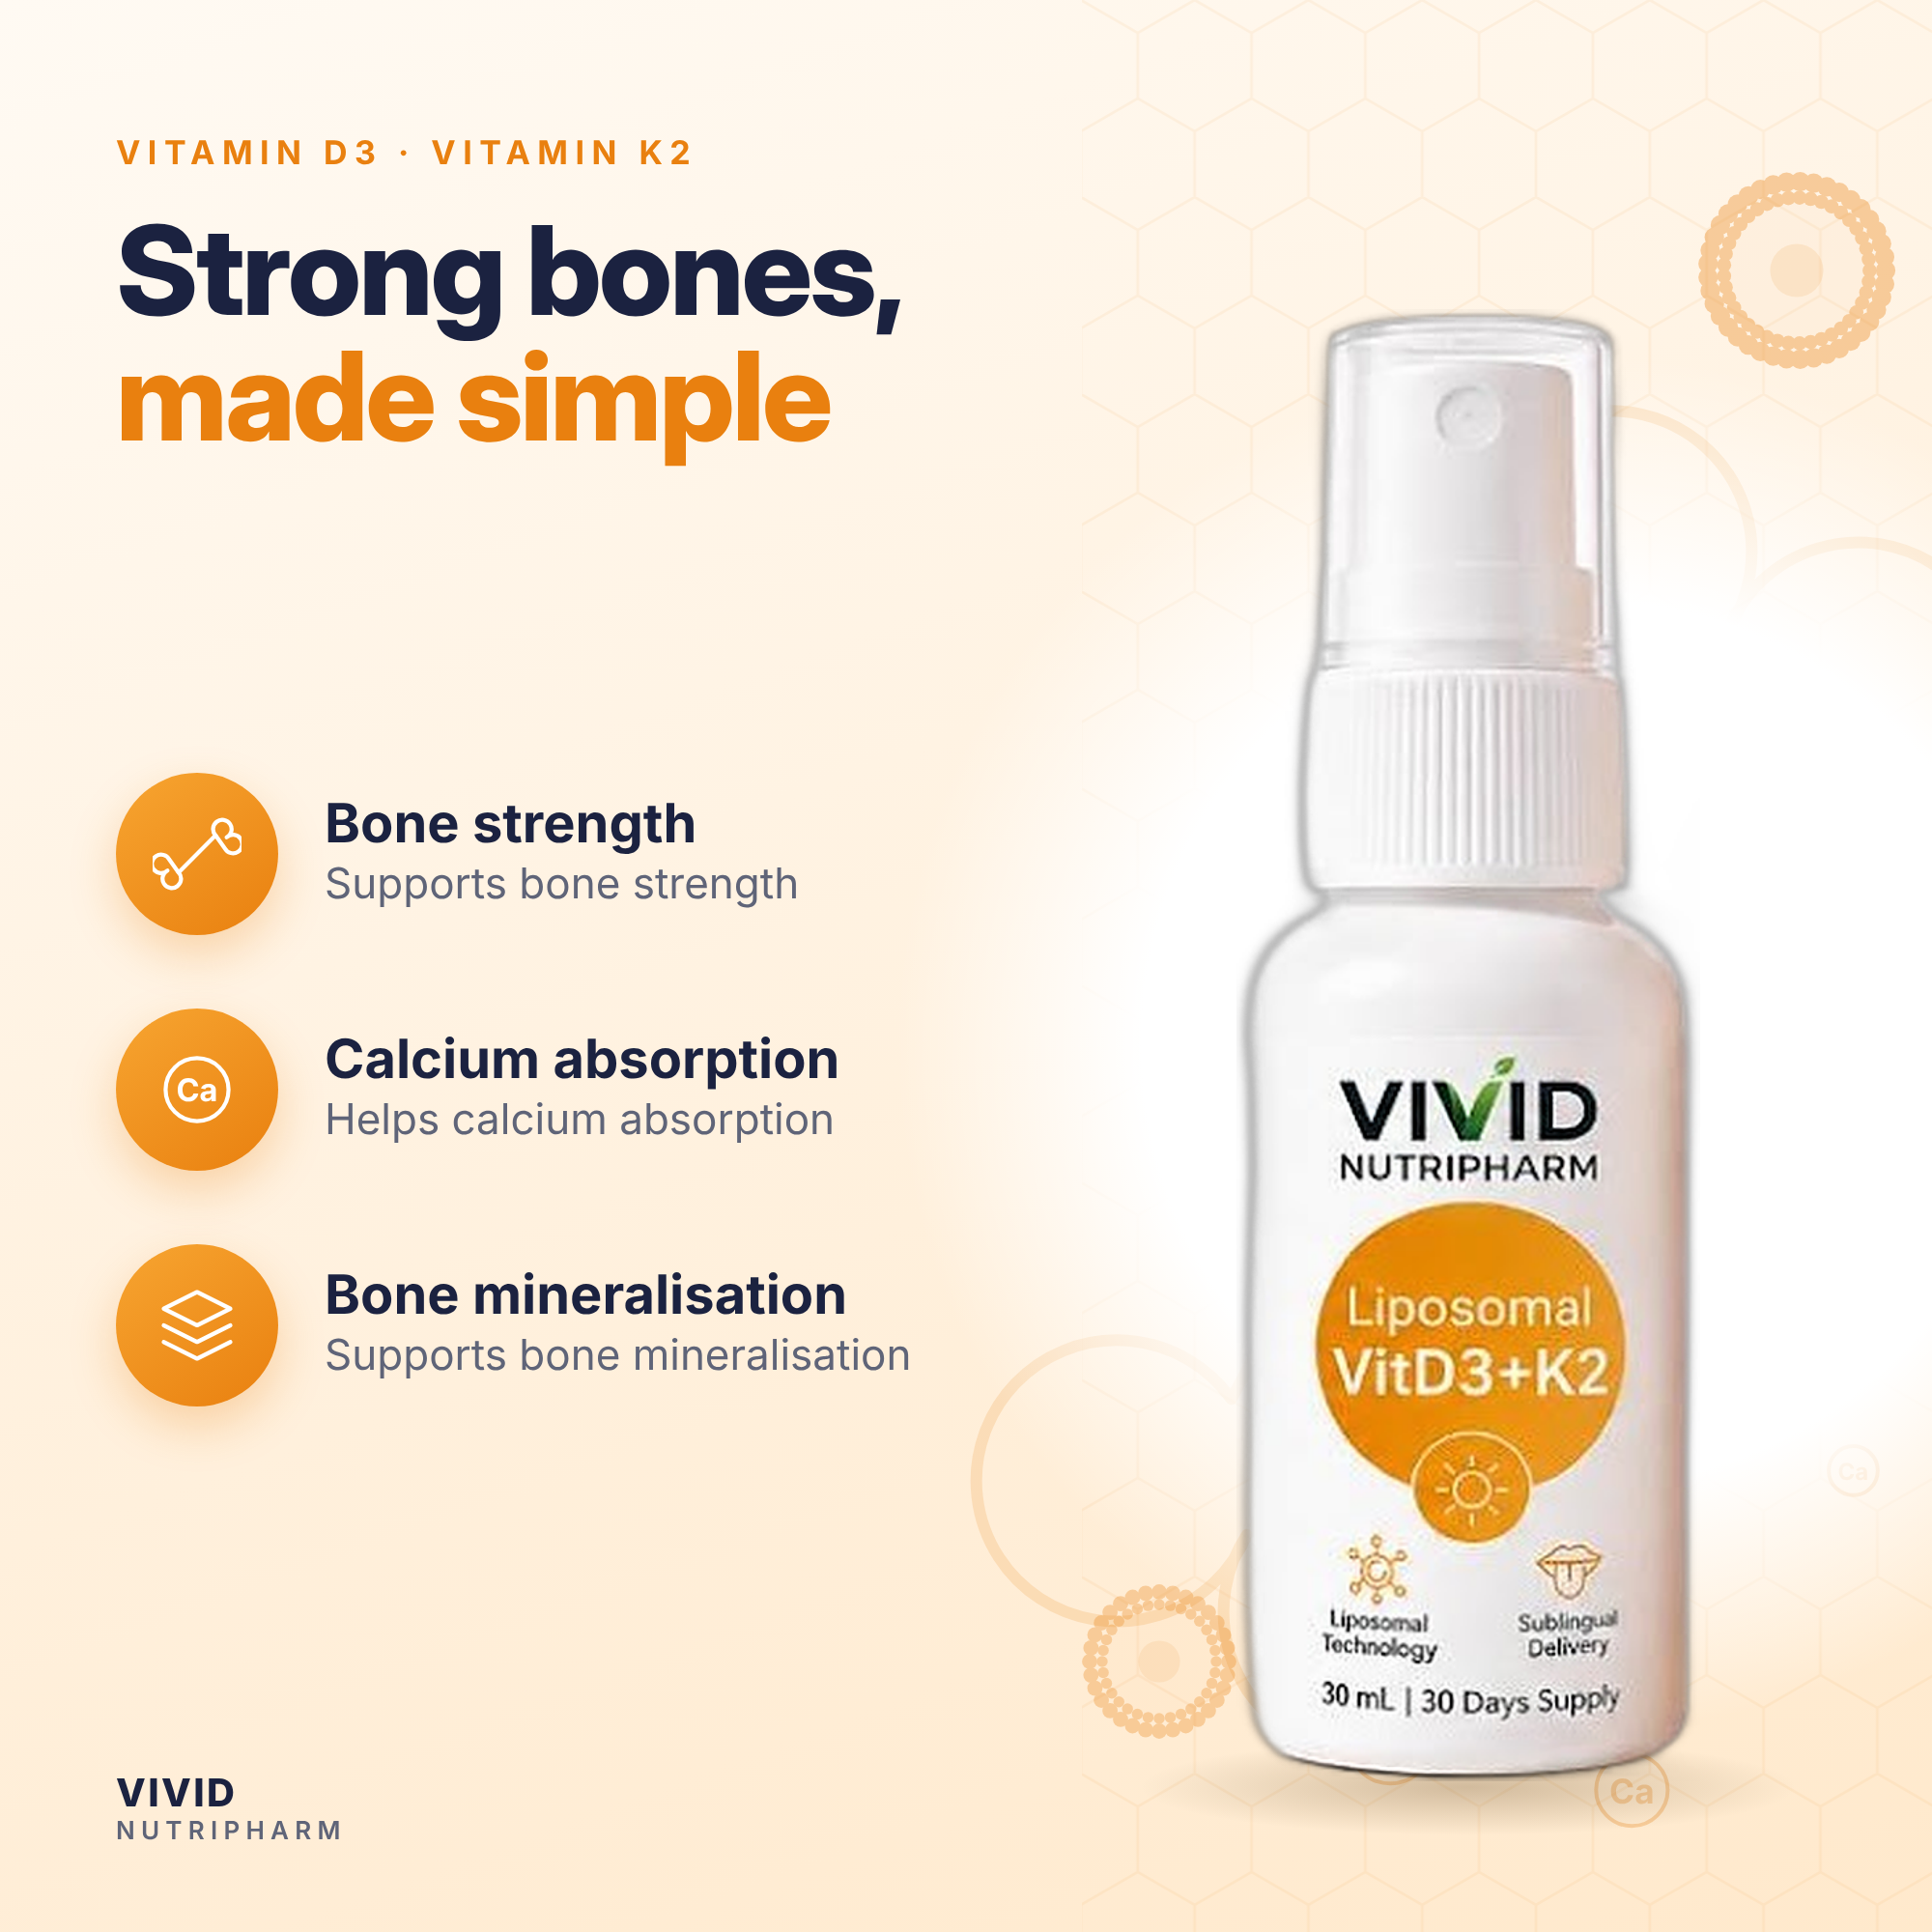 VITAMIN D3 · VITAMIN K2
Strong bones,
made simple
Bone strength
Supports bone strength
Ca
Calcium absorption
Helps calcium absorption
Bone mineralisation
Supports bone mineralisation
VIVID
NUTRIPHARM
VIVID
NUTRIPHARM
Liposomal
VitD3+K2
Liposomal
Technology
Sublingual
Delivery
30 mL | 30 Days Supply
Ca
Ca